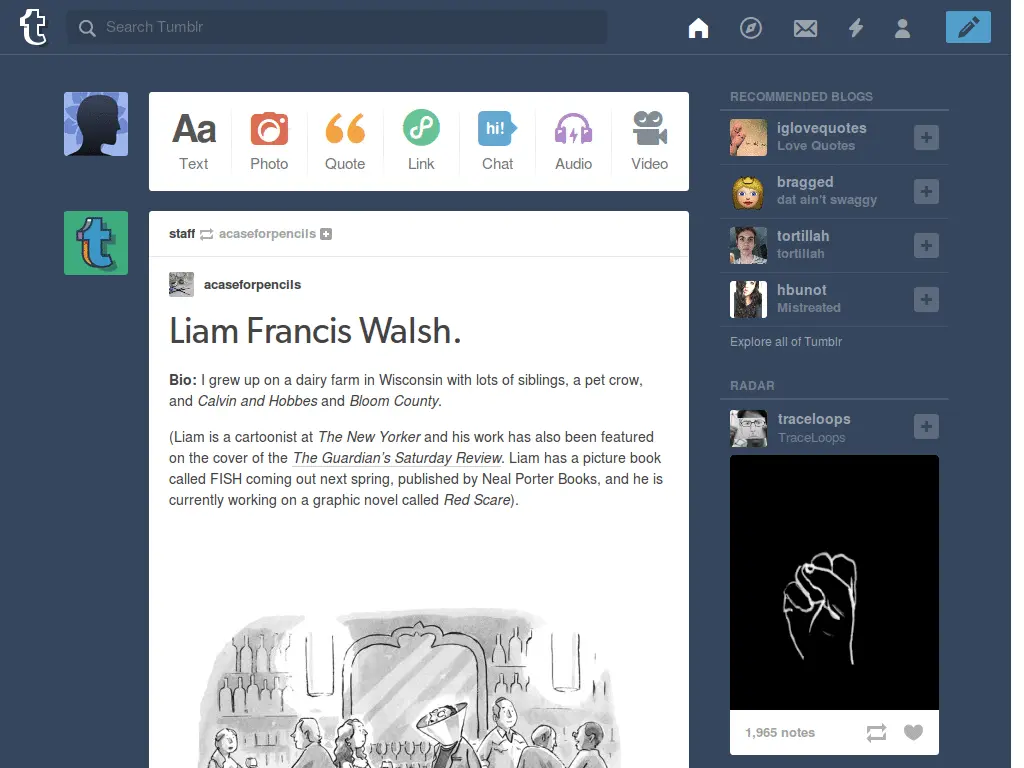 Search Tumblr
Aa
hi!
Text
Photo
Quote
Link
Chat
Audio
Video
staff acaseforpencils
acaseforpencils
Liam Francis Walsh.
Bio: I grew up on a dairy farm in Wisconsin with lots of siblings, a pet crow,
and Calvin and Hobbes and Bloom County.
(Liam is a cartoonist at The New Yorker and his work has also been featured
on the cover of the The Guardian’s Saturday Review. Liam has a picture book
called FISH coming out next spring, published by Neal Porter Books, and he is
currently working on a graphic novel called Red Scare).
RECOMMENDED BLOGS
iglovequotes
Love Quotes
bragged
dat ain't swaggy
tortillah
tortillah
hbunot
Mistreated
Explore all of Tumblr
RADAR
traceloops
TraceLoops
1,965 notes